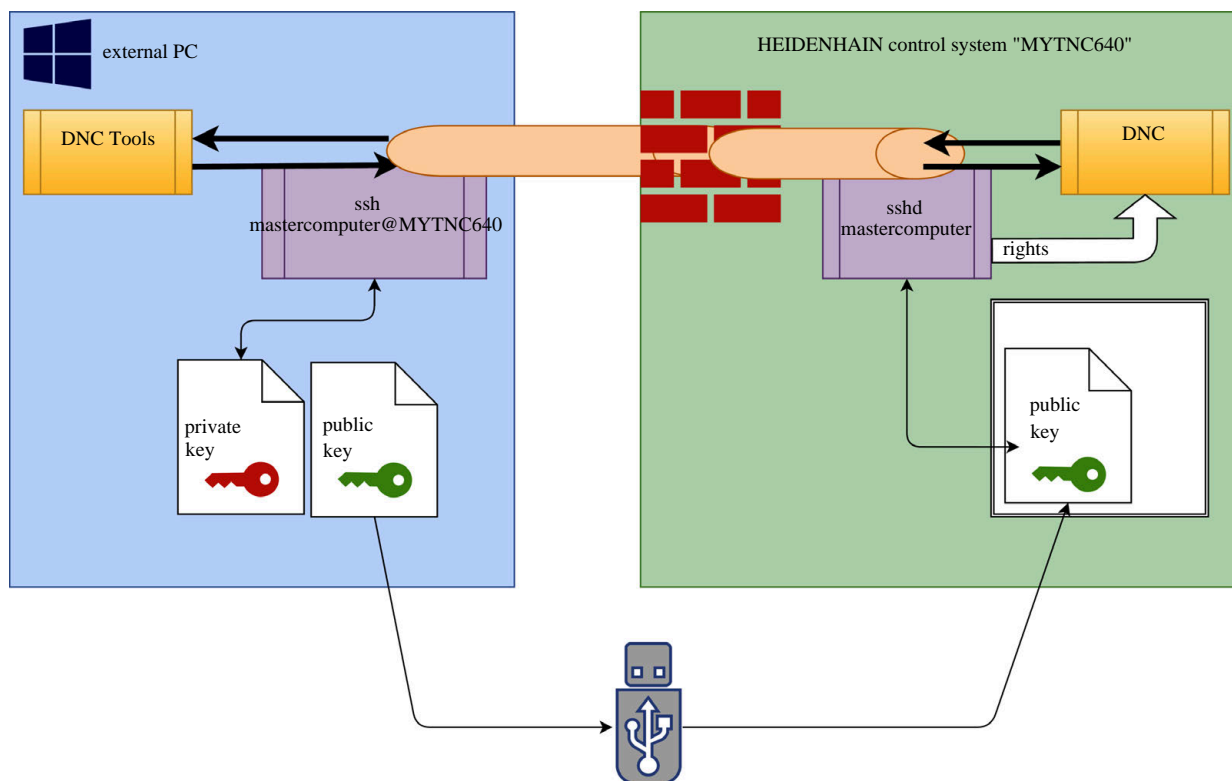 external PC
HEIDENHAIN control system "MYTNC640"
DNC Tools
DNC
ssh
mastercomputer@MYTNC640
sshd
mastercomputer
rights
private
key
public
key
public
key